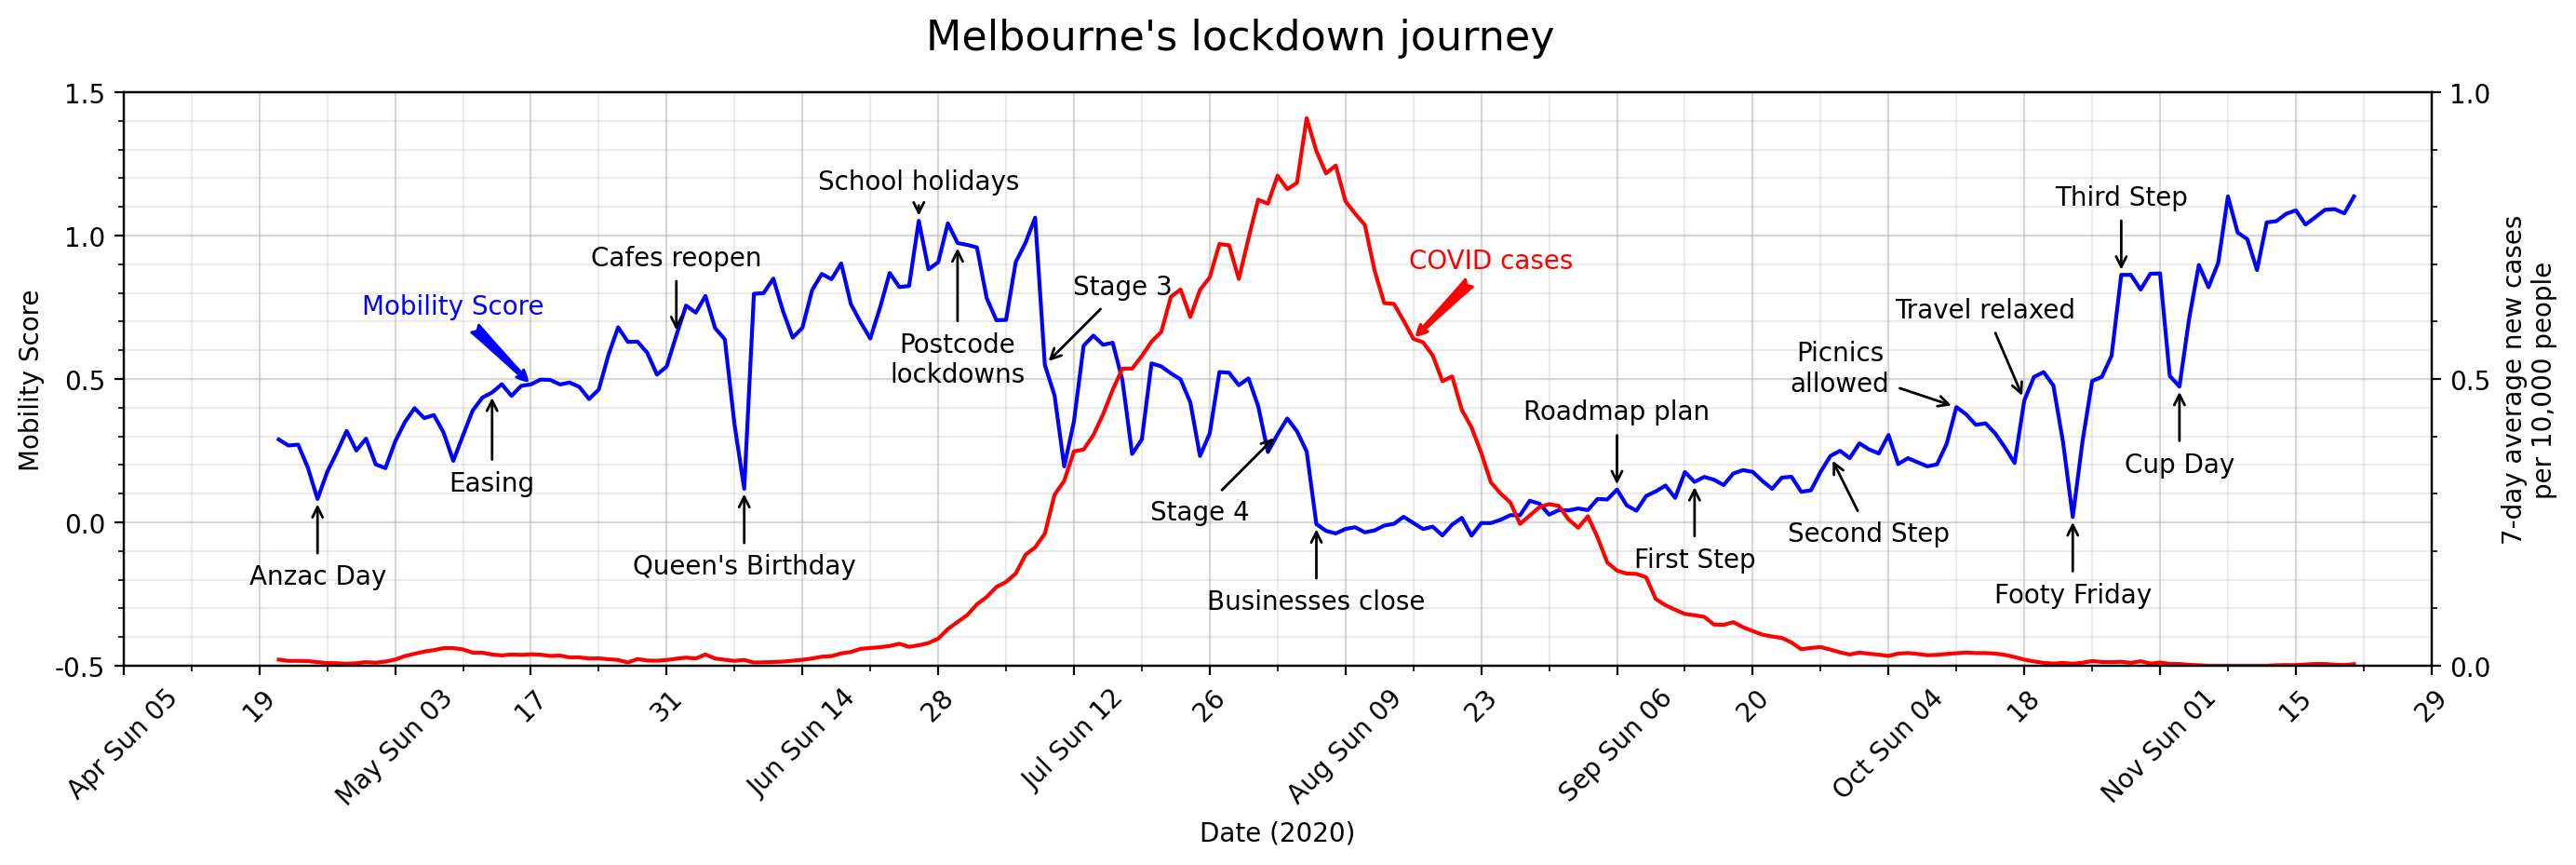 Melbourne's lockdown journey
1.5
1.0
0.5
0.0
-0.5
Mobility Score
1.0
0.5
0.0
7-day average new cases
per 10,000 people
School holidays
Third Step
Cafes reopen
COVID cases
Stage 3
Mobility Score
Travel relaxed
Postcode
lockdowns
Picnics
allowed
Roadmap plan
Cup Day
Easing
Stage 4
Second Step
First Step
Queen's Birthday
Anzac Day
Footy Friday
Businesses close
Apr Sun 05
19
May Sun 03
17
31
Jun Sun 14
28
Jul Sun 12
26
Aug Sun 09
23
Sep Sun 06
20
Oct Sun 04
18
Nov Sun 01
15
29
Date (2020)